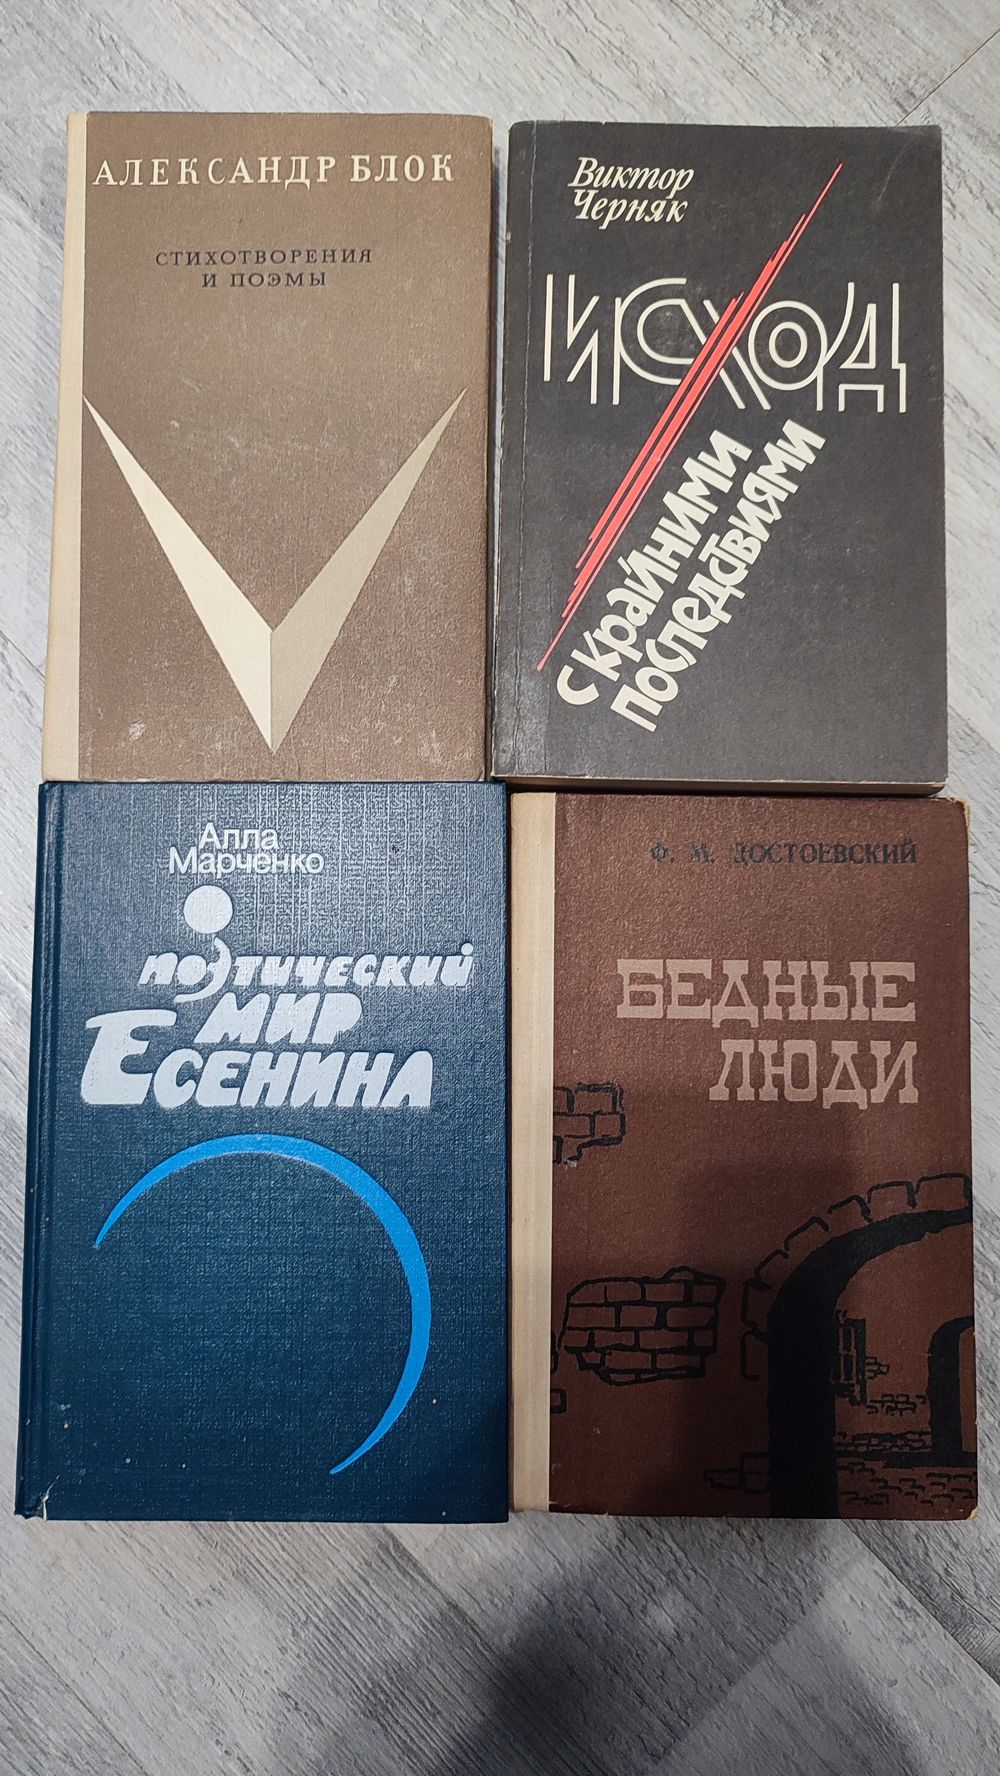 АЛЕКСАНДР БЛОК
СТИХОТВОРЕНИЯ
И ПОЭМЫ
Виктор
Черняк
ИСХОД
с крайними
последствиями
Алла
Марченко
поэтический
мир
Есенина
Ф. М. ДОСТОЕВСКИЙ
БЕДНЫЕ
ЛЮДИ